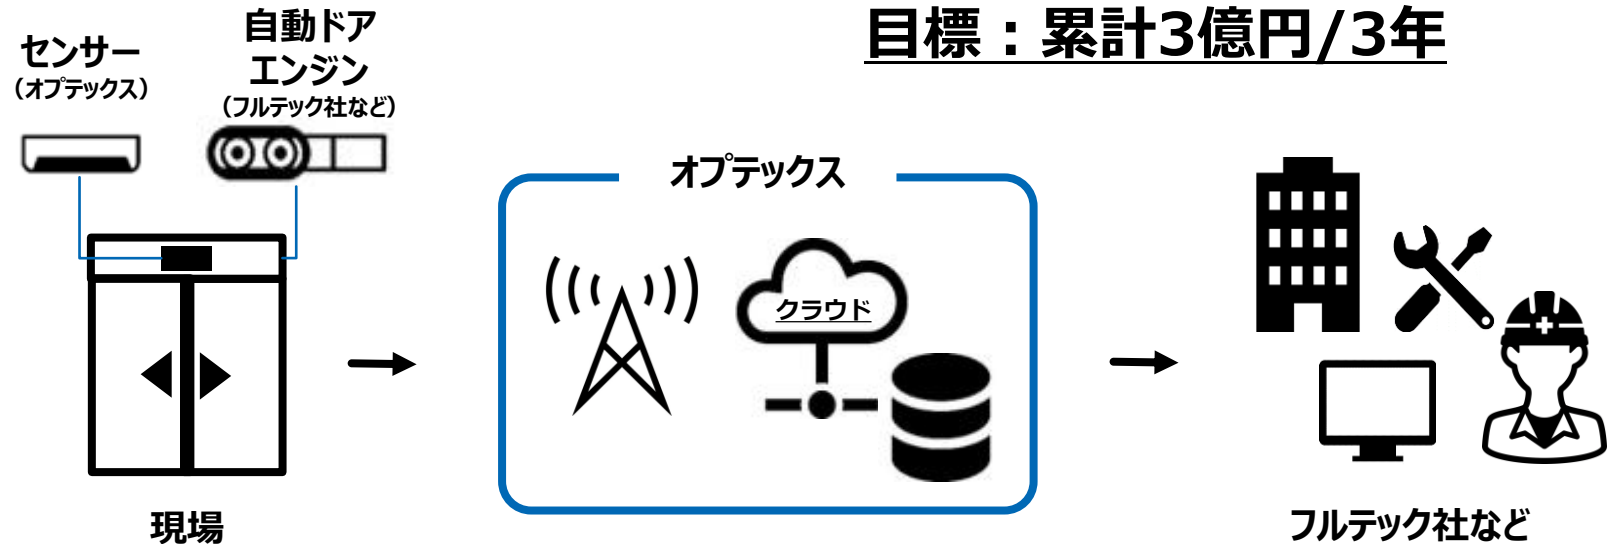 目標：累計3億円/3年
センサー
（オプテックス）
自動ドア
エンジン
（フルテック社など）
オプテックス
クラウド
現場
フルテック社など